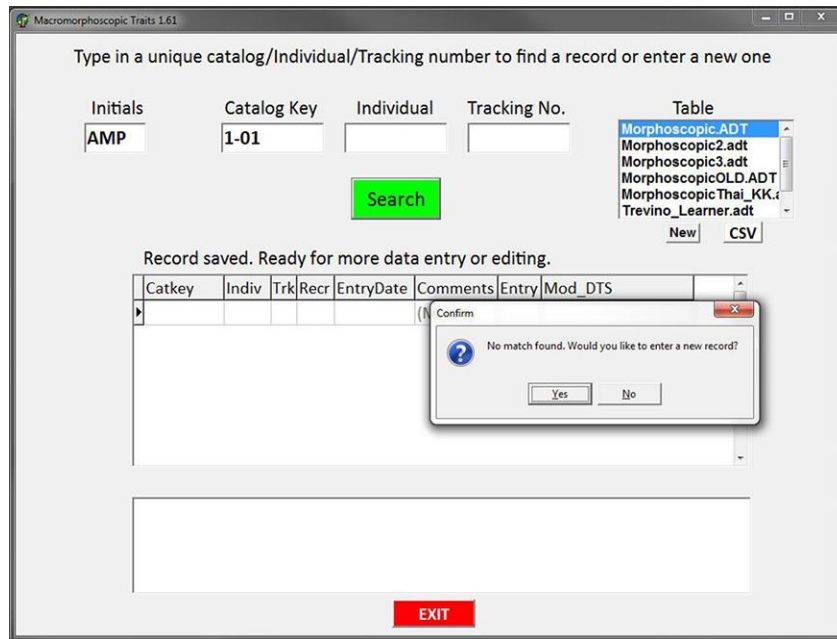 Macromorphoscopic Traits 1.61
Type in a unique catalog/Individual/Tracking number to find a record or enter a new one
Initials Catalog Key Individual Tracking No. Table
AMP 1-01
Morphoscopic.ADT
Morphoscopic2.adt
Morphoscopic3.adt
MorphoscopicOLD.ADT
MorphoscopicThai_KK.a
Trevino_Learner.adt
Search
New CSV
Record saved. Ready for more data entry or editing.
Catkey Indiv Trk Recr EntryDate Comments Entry Mod_DTS
Confirm
No match found. Would you like to enter a new record?
Yes No
EXIT